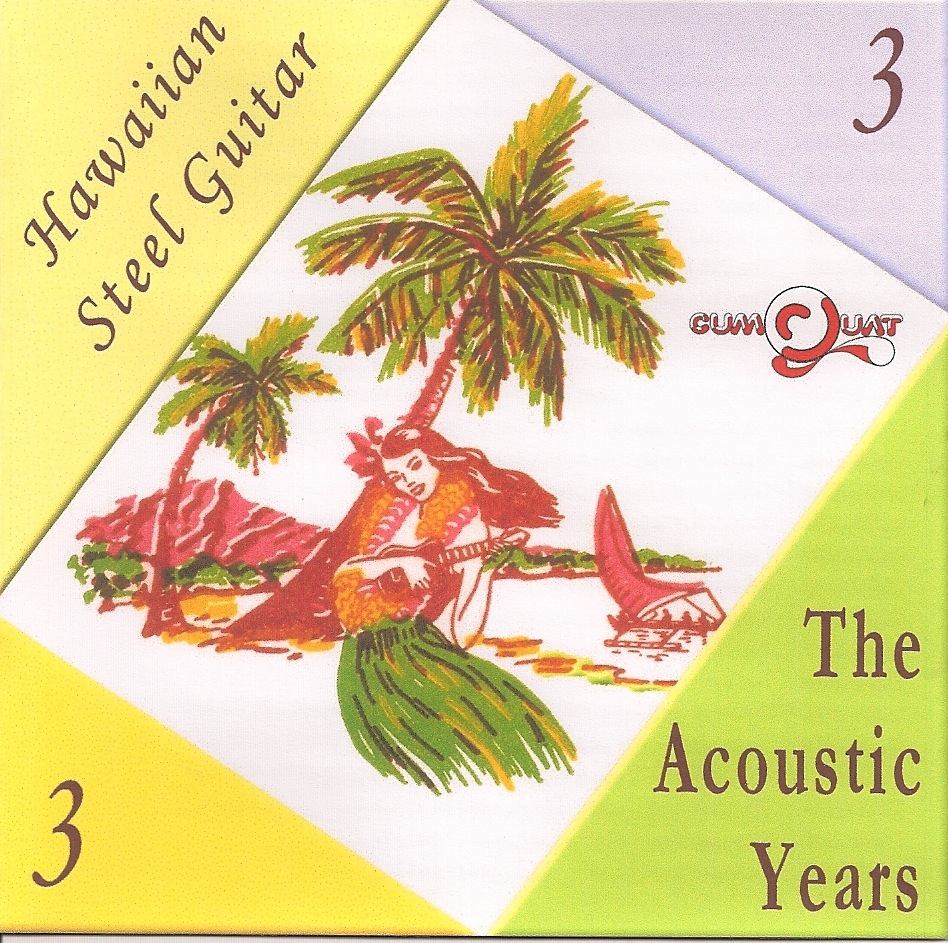 Hawaiian
Steel Guitar
3
GUMQUAT
3
The
Acoustic
Years